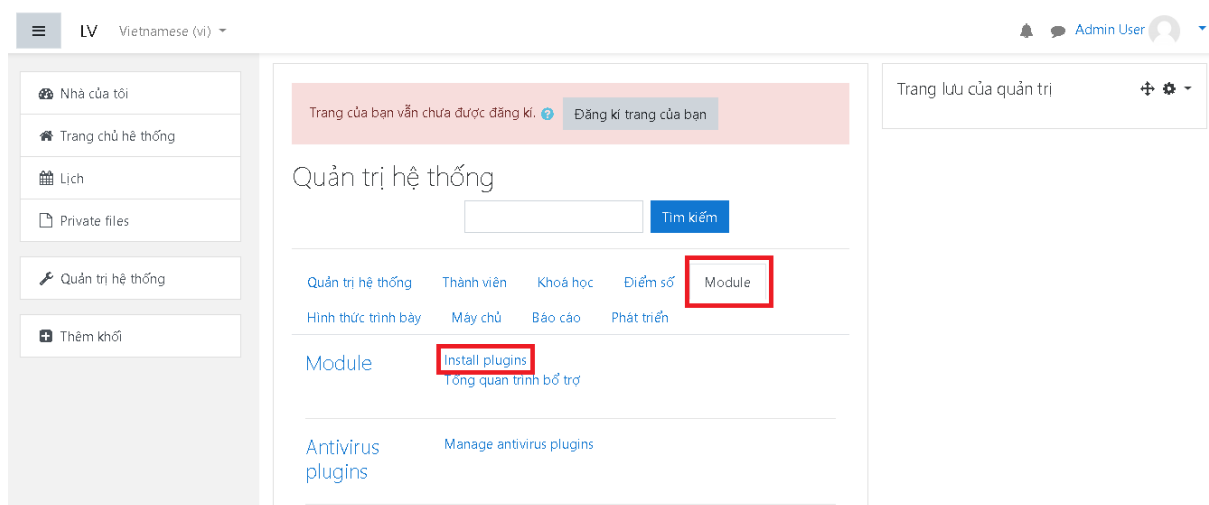 LV Vietnamese (vi)
Admin User
Nhà của tôi
Trang chủ hệ thống
Lịch
Private files
Quản trị hệ thống
Thêm khối
Trang của bạn vẫn chưa được đăng kí. Đăng kí trang của bạn
Quản trị hệ thống
Tìm kiếm
Quản trị hệ thống Thành viên Khoá học Điểm số Module
Hình thức trình bày Máy chủ Báo cáo Phát triển
Module
Install plugins
Tổng quan trình bổ trợ
Antivirus
plugins
Manage antivirus plugins
Trang lưu của quản trị